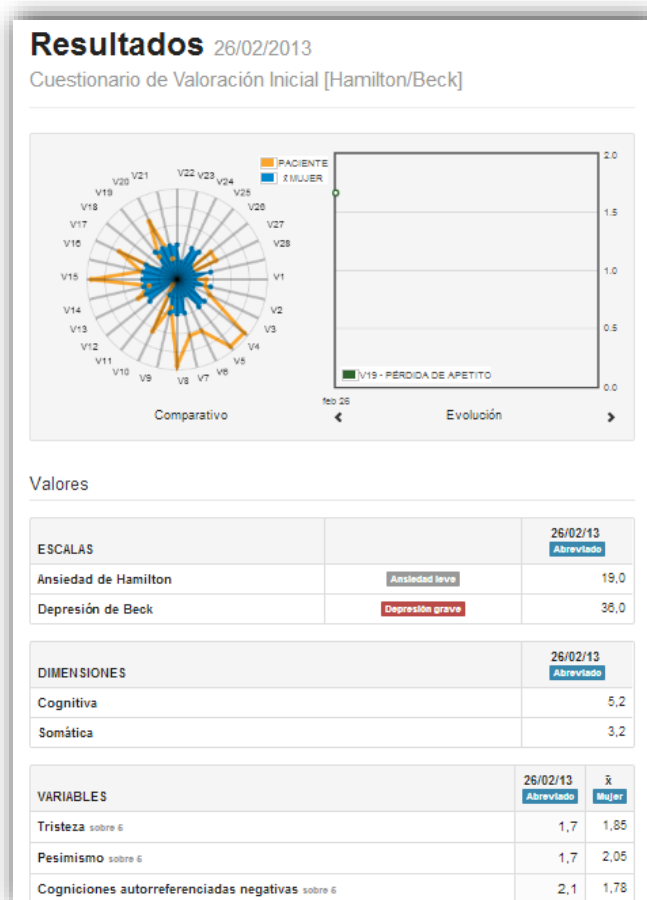 Resultados 26/02/2013
Cuestionario de Valoración Inicial [Hamilton/Beck]
PACIENTE
x̄ MUJER
V1
V2
V3
V4
V5
V6
V7
V8
V9
V10
V11
V12
V13
V14
V15
V16
V17
V18
V19
V20
V21
V22
V23
V24
V25
V26
V27
V28
Comparativo
2.0
1.5
1.0
0.5
0.0
V19 - PÉRDIDA DE APETITO
feb 26
Evolución
Valores
ESCALAS 26/02/13 Abreviado
Ansiedad de Hamilton Ansiedad leve 19,0
Depresión de Beck Depresión grave 36,0
DIMENSIONES 26/02/13 Abreviado
Cognitiva 5,2
Somática 3,2
VARIABLES 26/02/13 Abreviado x̄ Mujer
Tristeza sobre 6 1,7 1,85
Pesimismo sobre 6 1,7 2,05
Cogniciones autorreferenciadas negativas sobre 6 2,1 1,78